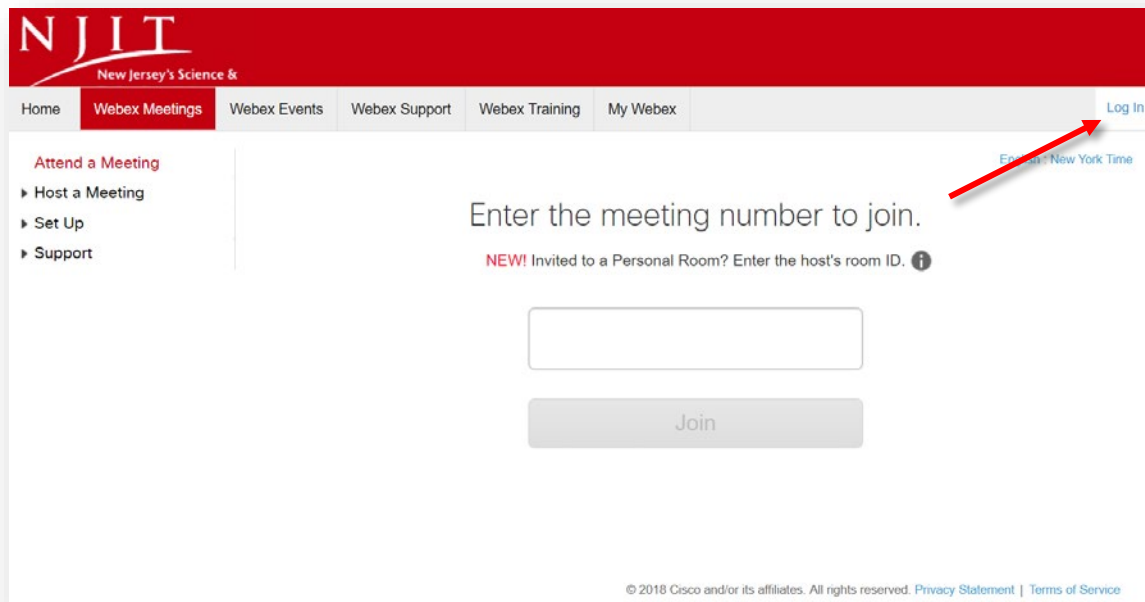 NJIT
New Jersey's Science &
Home Webex Meetings Webex Events Webex Support Webex Training My Webex Log In
English : New York Time
Attend a Meeting
Host a Meeting
Set Up
Support
Enter the meeting number to join.
NEW! Invited to a Personal Room? Enter the host's room ID.
Join
© 2018 Cisco and/or its affiliates. All rights reserved. Privacy Statement | Terms of Service